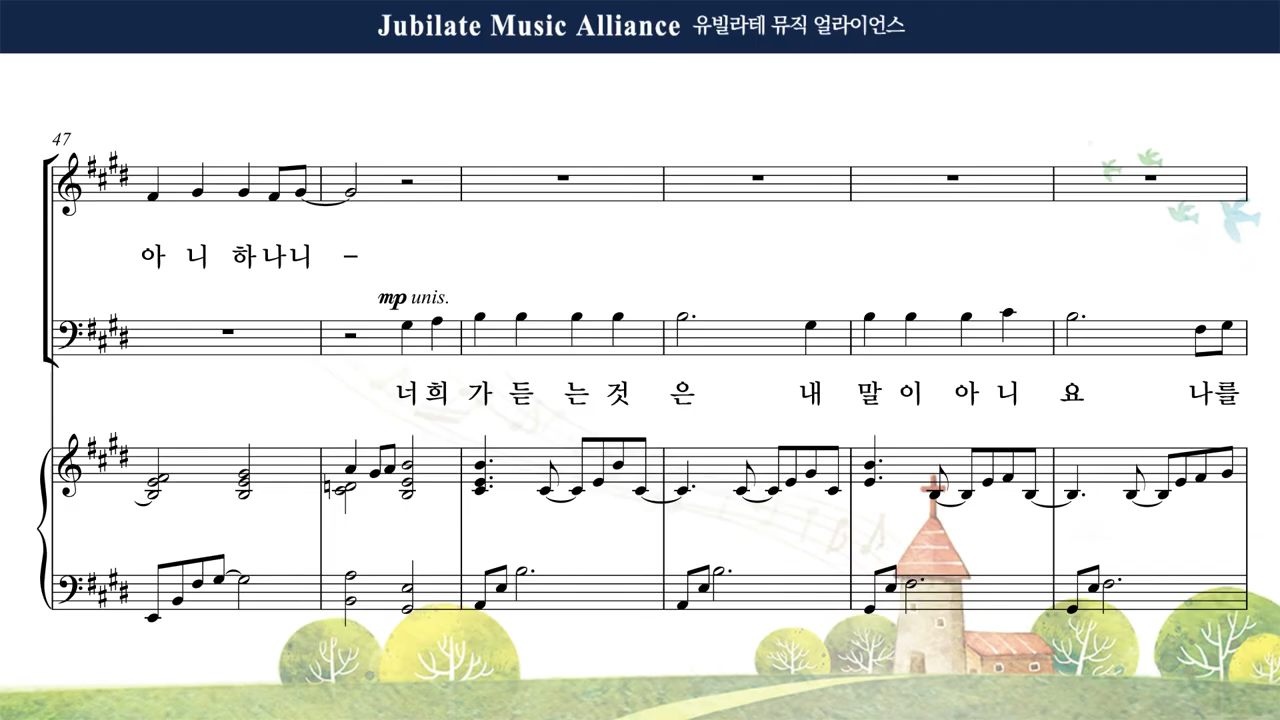 Jubilate Music Alliance 유빌라테 뮤직 얼라이언스
47
아 니 하나니 –
mp unis.
너희 가 듣 는 것 은 내 말 이 아 니 요 나를